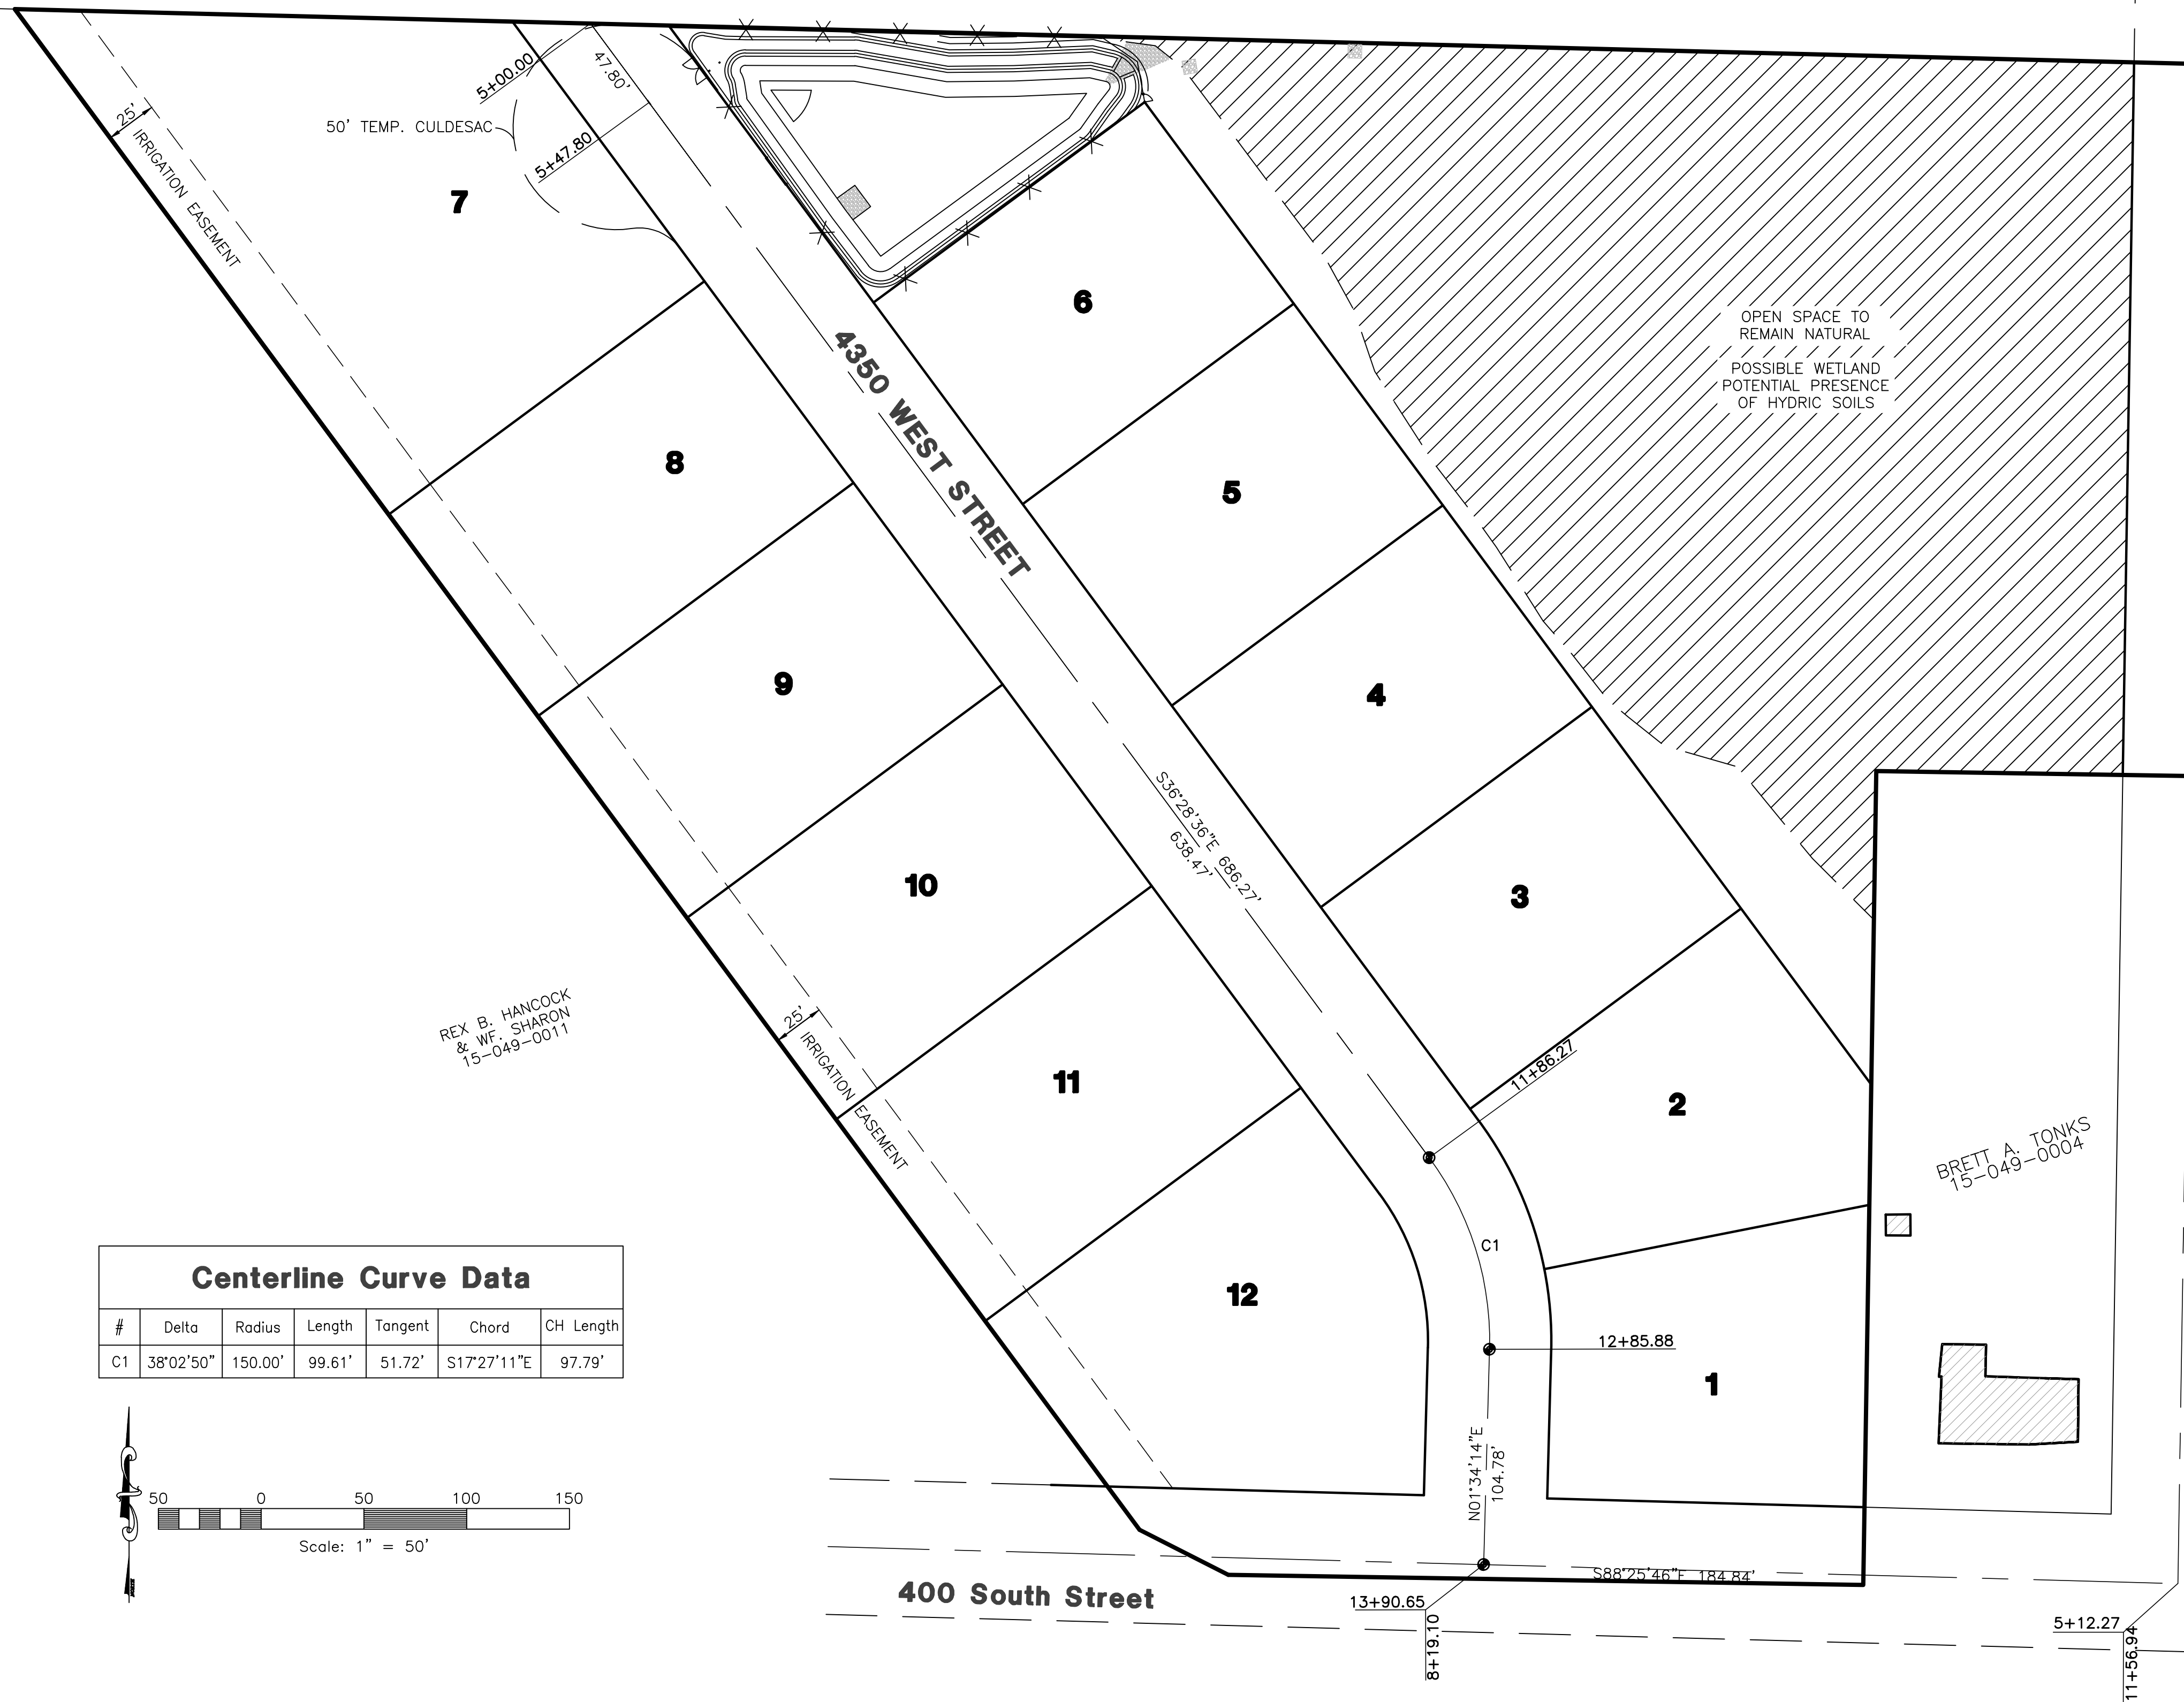 5+00.00
47.80'
25'
IRRIGATION EASEMENT
50' TEMP. CULDESAC
5+47.80
7
6
OPEN SPACE TO
REMAIN NATURAL
POSSIBLE WETLAND
POTENTIAL PRESENCE
OF HYDRIC SOILS
4350 WEST STREET
8
5
9
4
S36°28'36"E 686.27'
638.47'
10
3
REX B. HANCOCK
& WF. SHARON
15-049-0011
25'
IRRIGATION EASEMENT
11
11+86.27
2
BRETT A. TONKS
15-049-0004
C1
12
12+85.88
1
Centerline Curve Data
# Delta Radius Length Tangent Chord CH Length
C1 38°02'50" 150.00' 99.61' 51.72' S17°27'11"E 97.79'
N01°34'14"E
104.78'
50 0 50 100 150
Scale: 1" = 50'
S88°25'46"E 184.84'
400 South Street
13+90.65
8+19.10
5+12.27
11+56.94